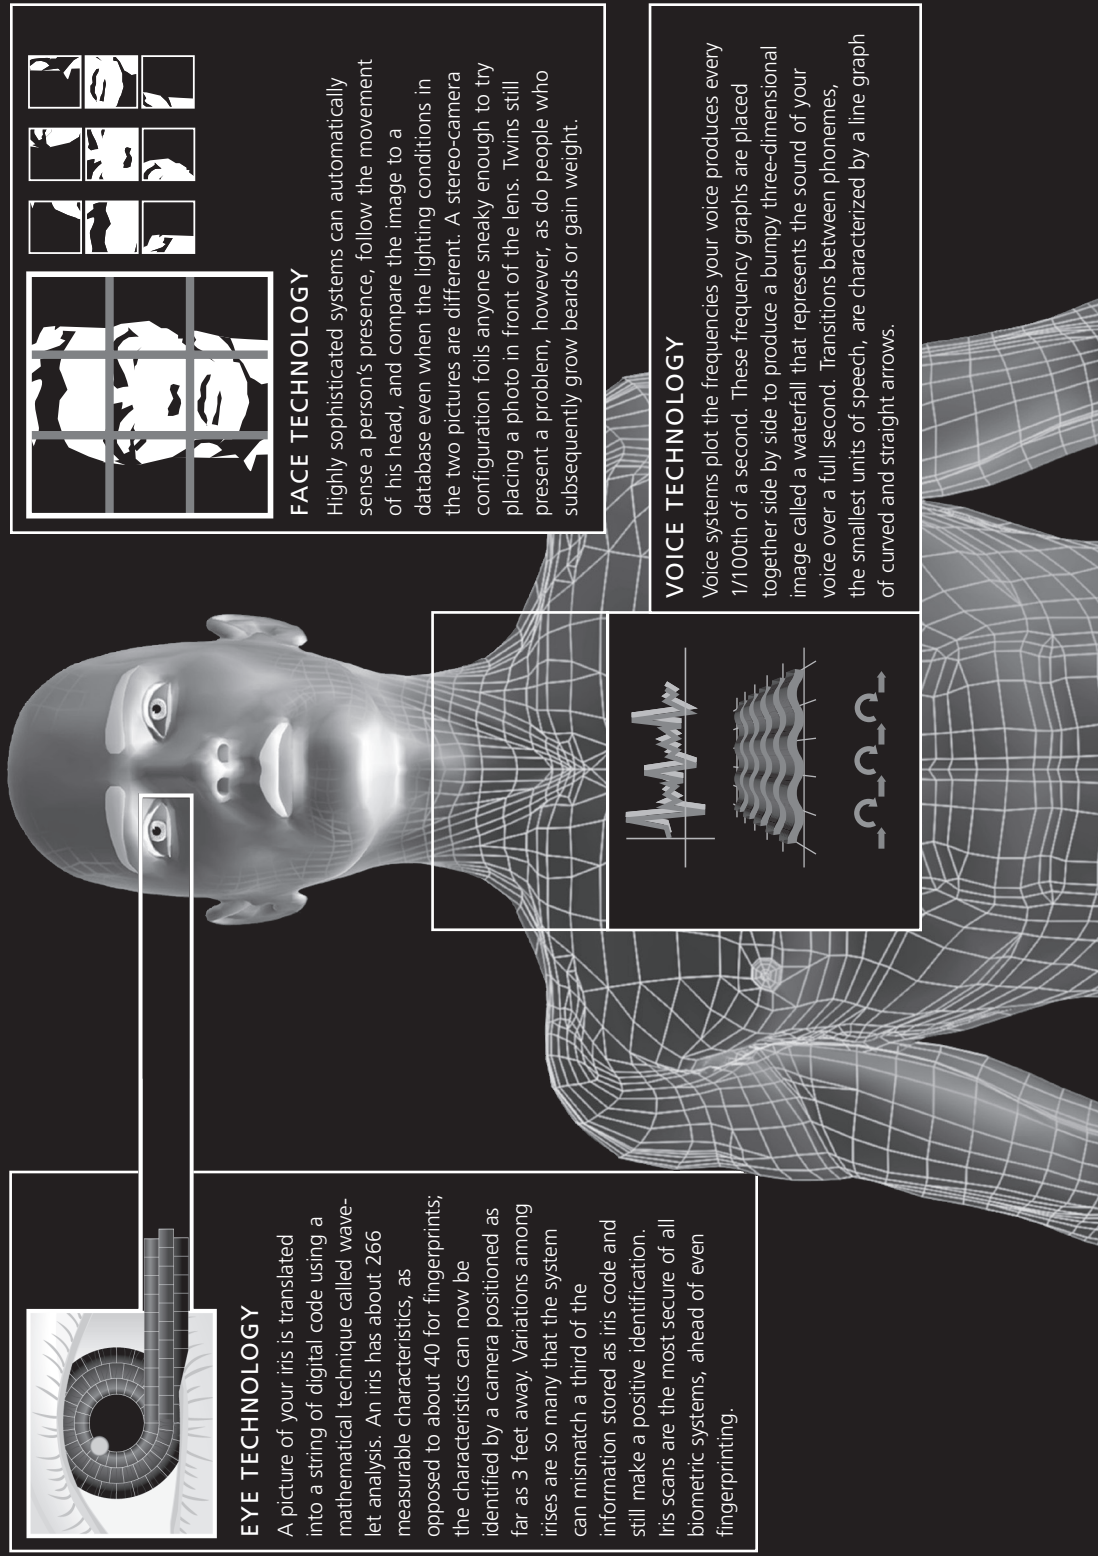 EYE TECHNOLOGY
A picture of your iris is translated
into a string of digital code using a
mathematical technique called wave-
let analysis. An iris has about 266
measurable characteristics, as
opposed to about 40 for fingerprints;
the characteristics can now be
identified by a camera positioned as
far as 3 feet away. Variations among
irises are so many that the system
can mismatch a third of the
information stored as iris code and
still make a positive identification.
Iris scans are the most secure of all
biometric systems, ahead of even
fingerprinting.
FACE TECHNOLOGY
Highly sophisticated systems can automatically
sense a person's presence, follow the movement
of his head, and compare the image to a
database even when the lighting conditions in
the two pictures are different. A stereo-camera
configuration foils anyone sneaky enough to try
placing a photo in front of the lens. Twins still
present a problem, however, as do people who
subsequently grow beards or gain weight.
VOICE TECHNOLOGY
Voice systems plot the frequencies your voice produces every
1/100th of a second. These frequency graphs are placed
together side by side to produce a bumpy three-dimensional
image called a waterfall that represents the sound of your
voice over a full second. Transitions between phonemes,
the smallest units of speech, are characterized by a line graph
of curved and straight arrows.